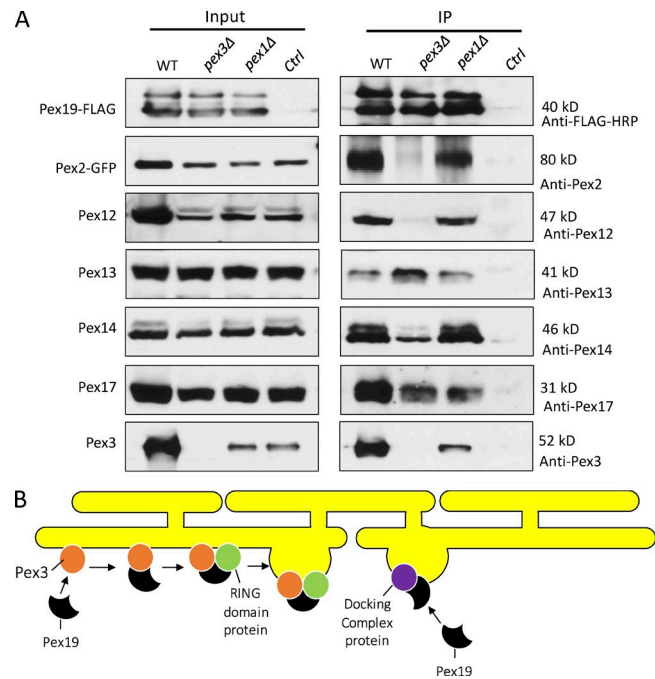 A
Input
IP
WT
pex3Δ
pex1Δ
Ctrl
WT
pex3Δ
pex1Δ
Ctrl
Pex19-FLAG
40 kD
Anti-FLAG-HRP
Pex2-GFP
80 kD
Anti-Pex2
Pex12
47 kD
Anti-Pex12
Pex13
41 kD
Anti-Pex13
Pex14
46 kD
Anti-Pex14
Pex17
31 kD
Anti-Pex17
Pex3
52 kD
Anti-Pex3
B
Pex3
Pex19
RING
domain
protein
Docking
Complex
protein
Pex19